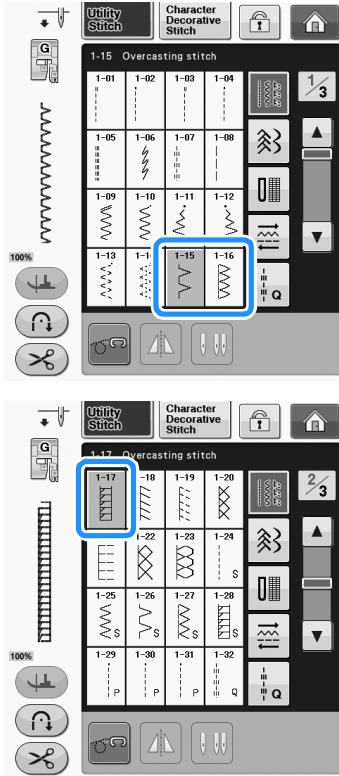 Utility
Stitch
Character
Decorative
Stitch
G
1-15 Overcasting stitch
1/3
1-01 1-02 1-03 1-04
1-05 1-06 1-07 1-08
1-09 1-10 1-11 1-12
1-13 1-15 1-16
Q
100%
Utility
Stitch
Character
Decorative
Stitch
G
1-17 Overcasting stitch
2/3
1-17 1-18 1-19 1-20
1-22 1-23 1-24
S
1-25 1-26 1-27 1-28
S S S S
1-29 1-30 1-31 1-32
P P P Q
Q
100%